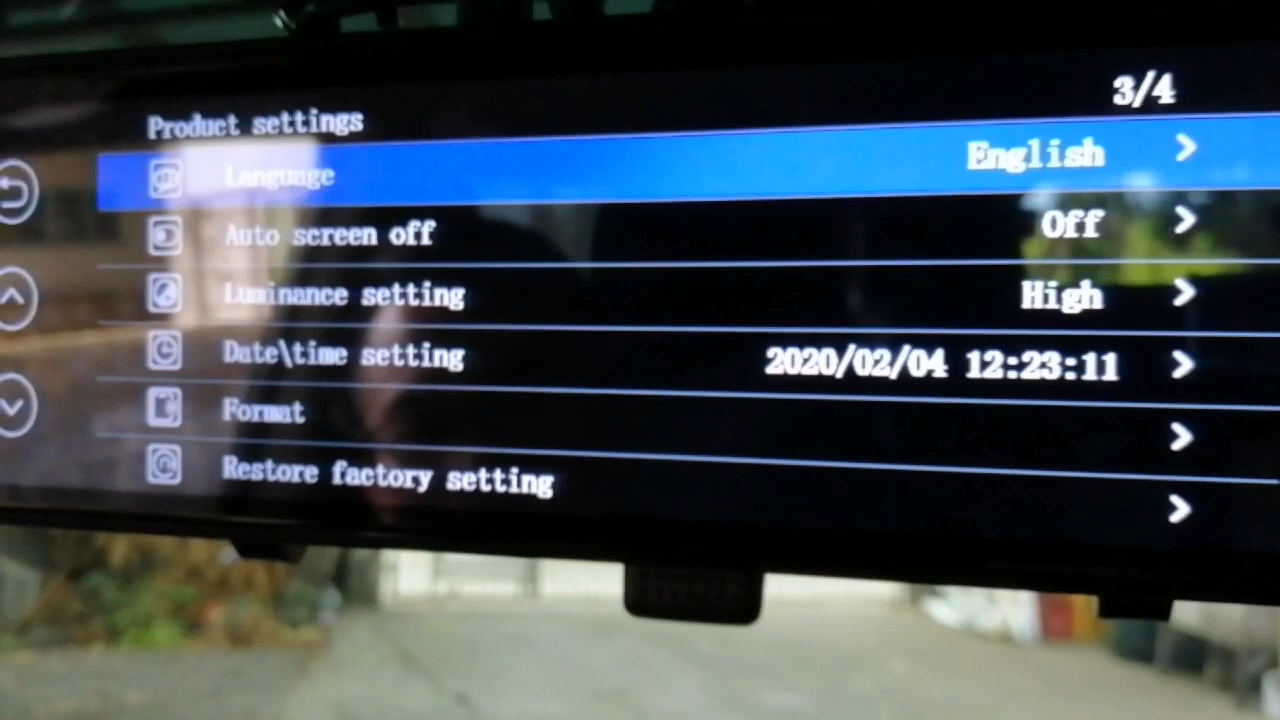 3/4
Product settings
Language English
Auto screen off Off
Luminance setting High
Date\time setting 2020/02/04 12:23:11
Format
Restore factory setting